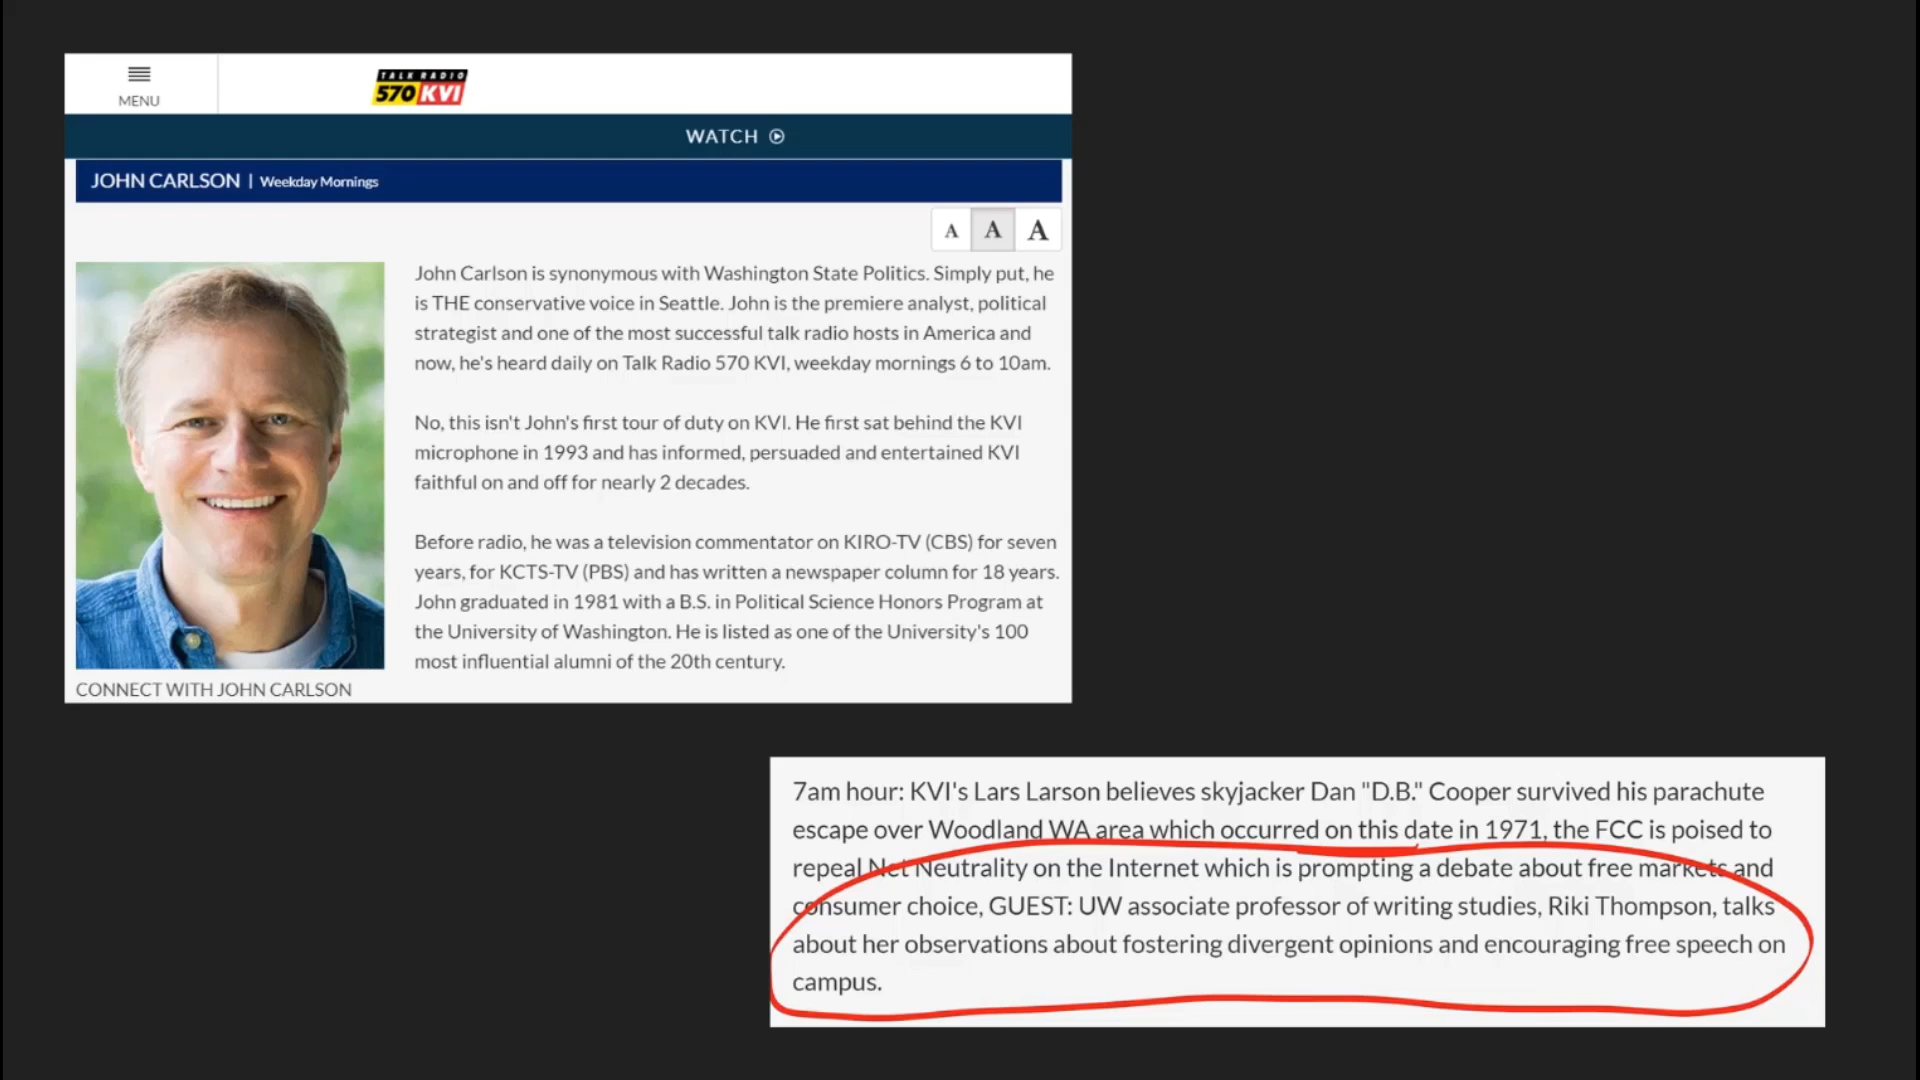 MENU
TALK RADIO
570 KVI
WATCH
JOHN CARLSON | Weekday Mornings
A A A
John Carlson is synonymous with Washington State Politics. Simply put, he
is THE conservative voice in Seattle. John is the premiere analyst, political
strategist and one of the most successful talk radio hosts in America and
now, he's heard daily on Talk Radio 570 KVI, weekday mornings 6 to 10am.
No, this isn't John's first tour of duty on KVI. He first sat behind the KVI
microphone in 1993 and has informed, persuaded and entertained KVI
faithful on and off for nearly 2 decades.
Before radio, he was a television commentator on KIRO-TV (CBS) for seven
years, for KCTS-TV (PBS) and has written a newspaper column for 18 years.
John graduated in 1981 with a B.S. in Political Science Honors Program at
the University of Washington. He is listed as one of the University's 100
most influential alumni of the 20th century.
CONNECT WITH JOHN CARLSON
7am hour: KVI's Lars Larson believes skyjacker Dan "D.B." Cooper survived his parachute
escape over Woodland WA area which occurred on this date in 1971, the FCC is poised to
repeal Net Neutrality on the Internet which is prompting a debate about free markets and
consumer choice, GUEST: UW associate professor of writing studies, Riki Thompson, talks
about her observations about fostering divergent opinions and encouraging free speech on
campus.